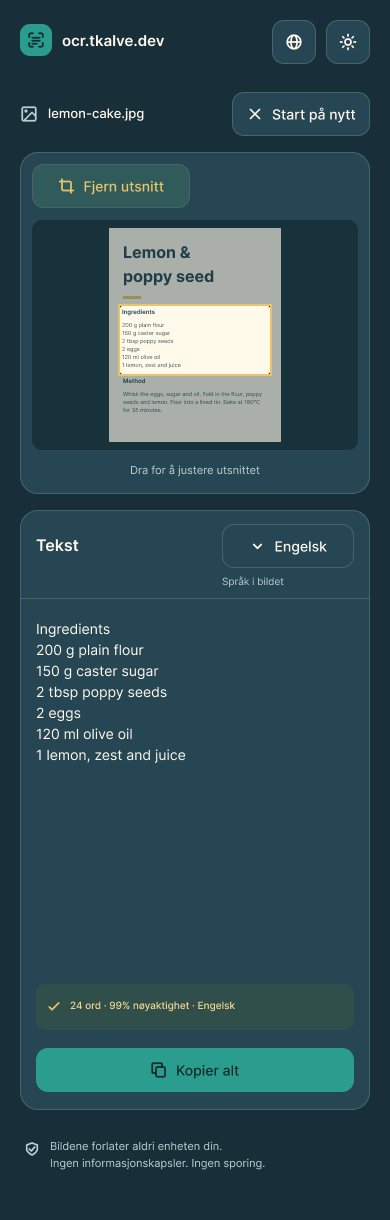 ocr.tkalve.dev
lemon-cake.jpg
Start på nytt
Fjern utsnitt
Lemon &
poppy seed
Ingredients
200 g plain flour
150 g caster sugar
2 tbsp poppy seeds
2 eggs
120 ml olive oil
1 lemon, zest and juice
Method
Whisk the eggs, sugar and oil. Fold in the flour, poppy
seeds and lemon. Pour into a lined tin. Bake at 180°C
for 35 minutes.
Dra for å justere utsnittet
Tekst
Engelsk
Språk i bildet
Ingredients
200 g plain flour
150 g caster sugar
2 tbsp poppy seeds
2 eggs
120 ml olive oil
1 lemon, zest and juice
24 ord · 99% nøyaktighet · Engelsk
Kopier alt
Bildene forlater aldri enheten din.
Ingen informasjonskapsler. Ingen sporing.